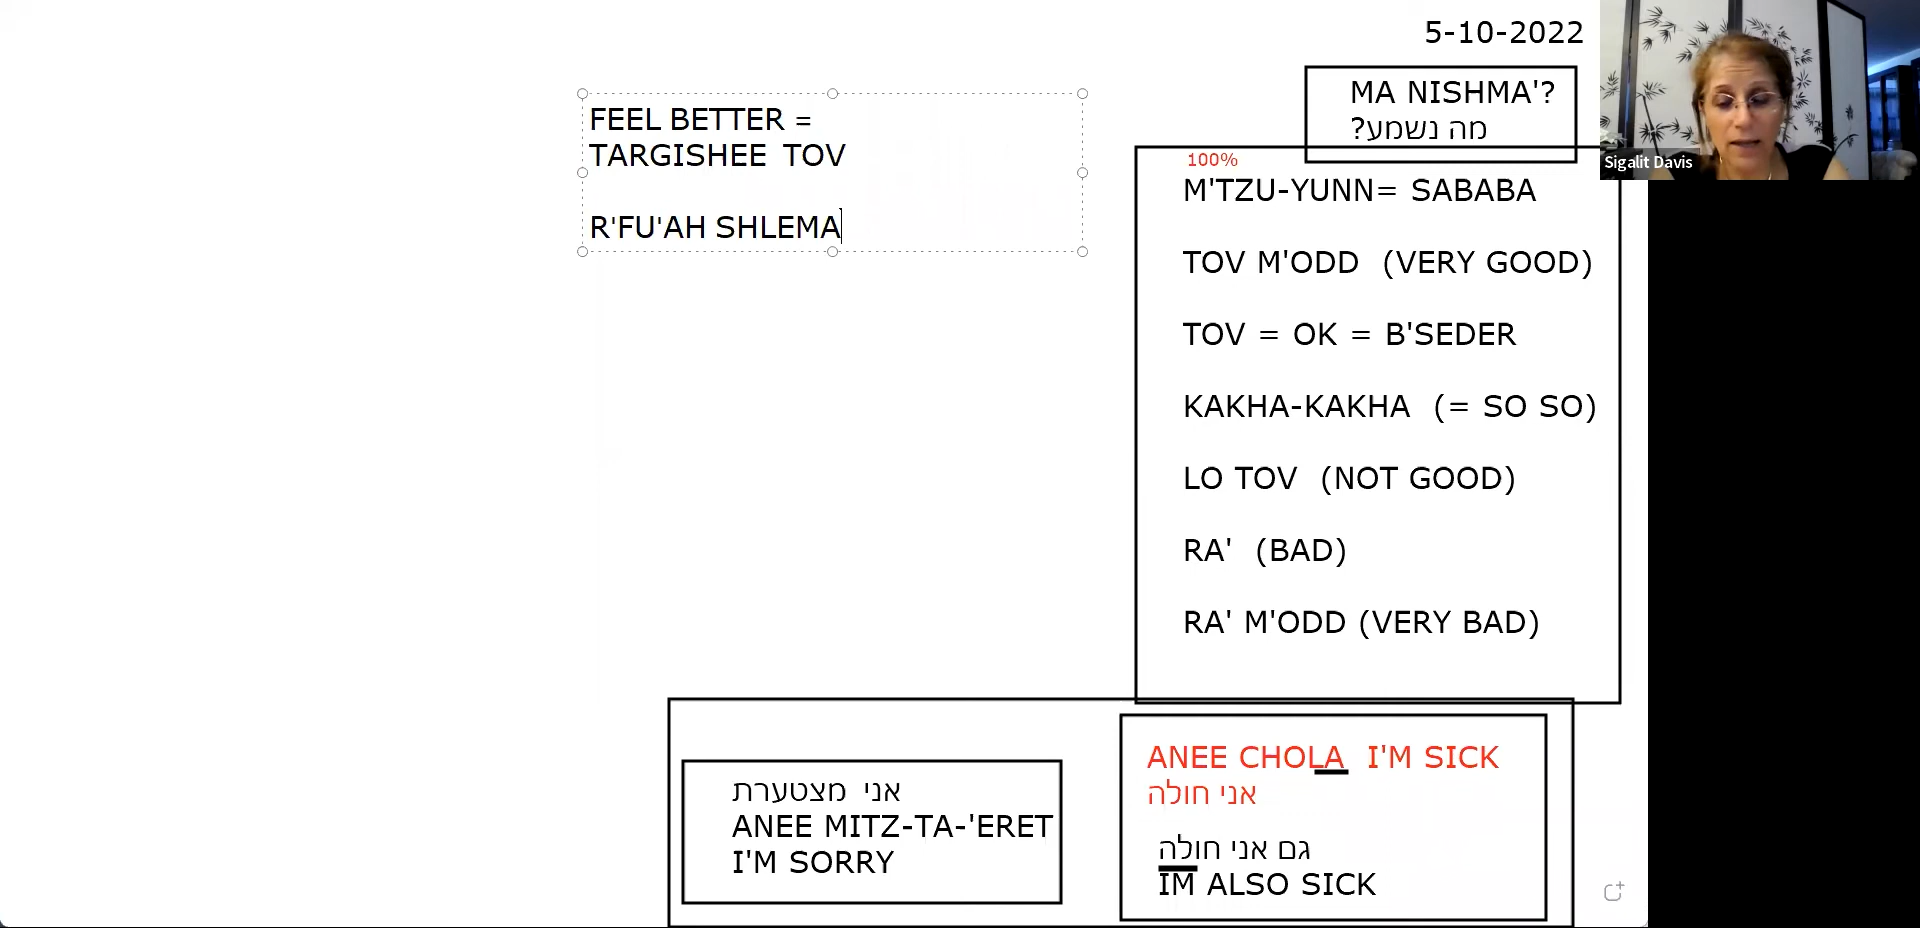 5-10-2022
MA NISHMA'?
מה נשמע?
Sigalit Davis
FEEL BETTER =
TARGISHEE TOV
R'FU'AH SHLEMA
100%
M'TZU-YUNN= SABABA
TOV M'ODD (VERY GOOD)
TOV = OK = B'SEDER
KAKHA-KAKHA (= SO SO)
LO TOV (NOT GOOD)
RA' (BAD)
RA' M'ODD (VERY BAD)
ANEE CHOLA I'M SICK
אני חולה
גם אני חולה
IM ALSO SICK
אני מצטערת
ANEE MITZ-TA-'ERET
I'M SORRY